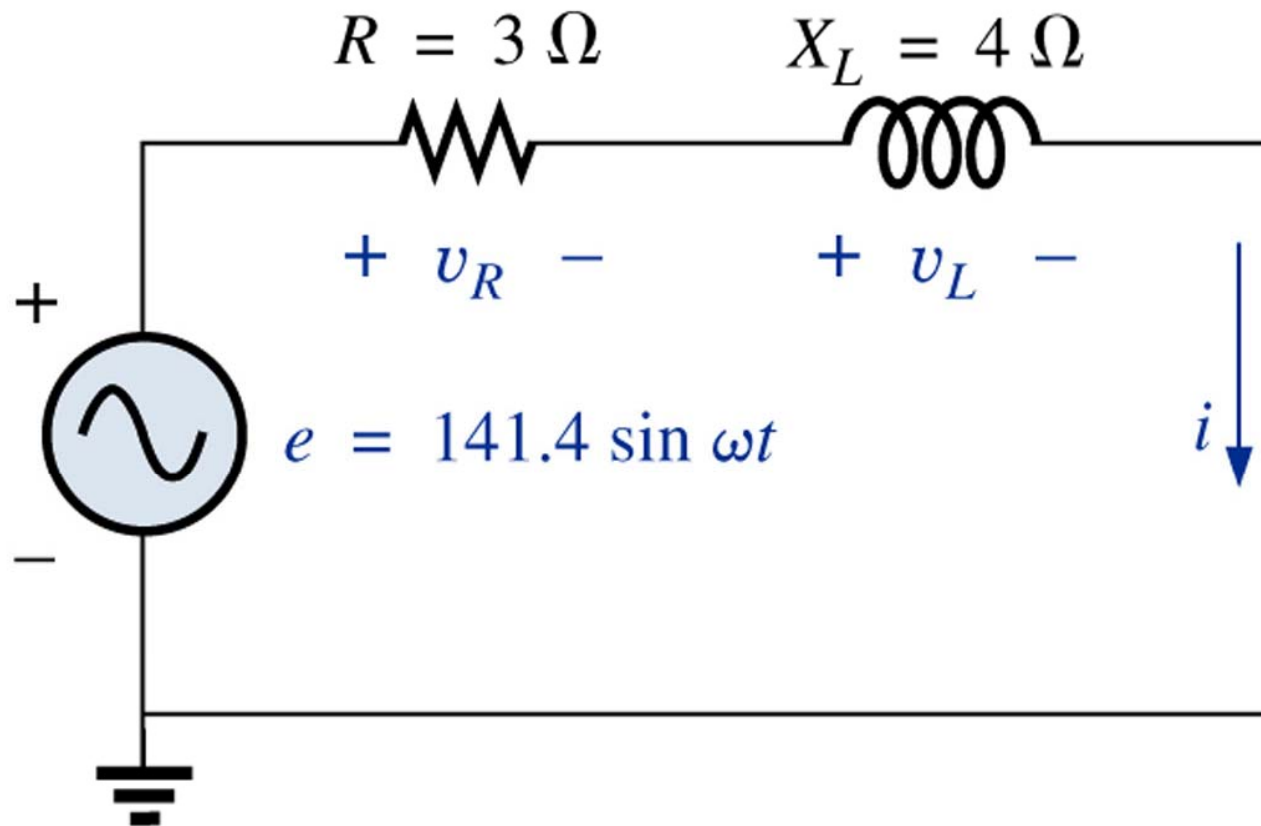 R = 3 Ω
X_L = 4 Ω
+ v_R −
+ v_L −
+
e = 141.4 sin ωt
i
−